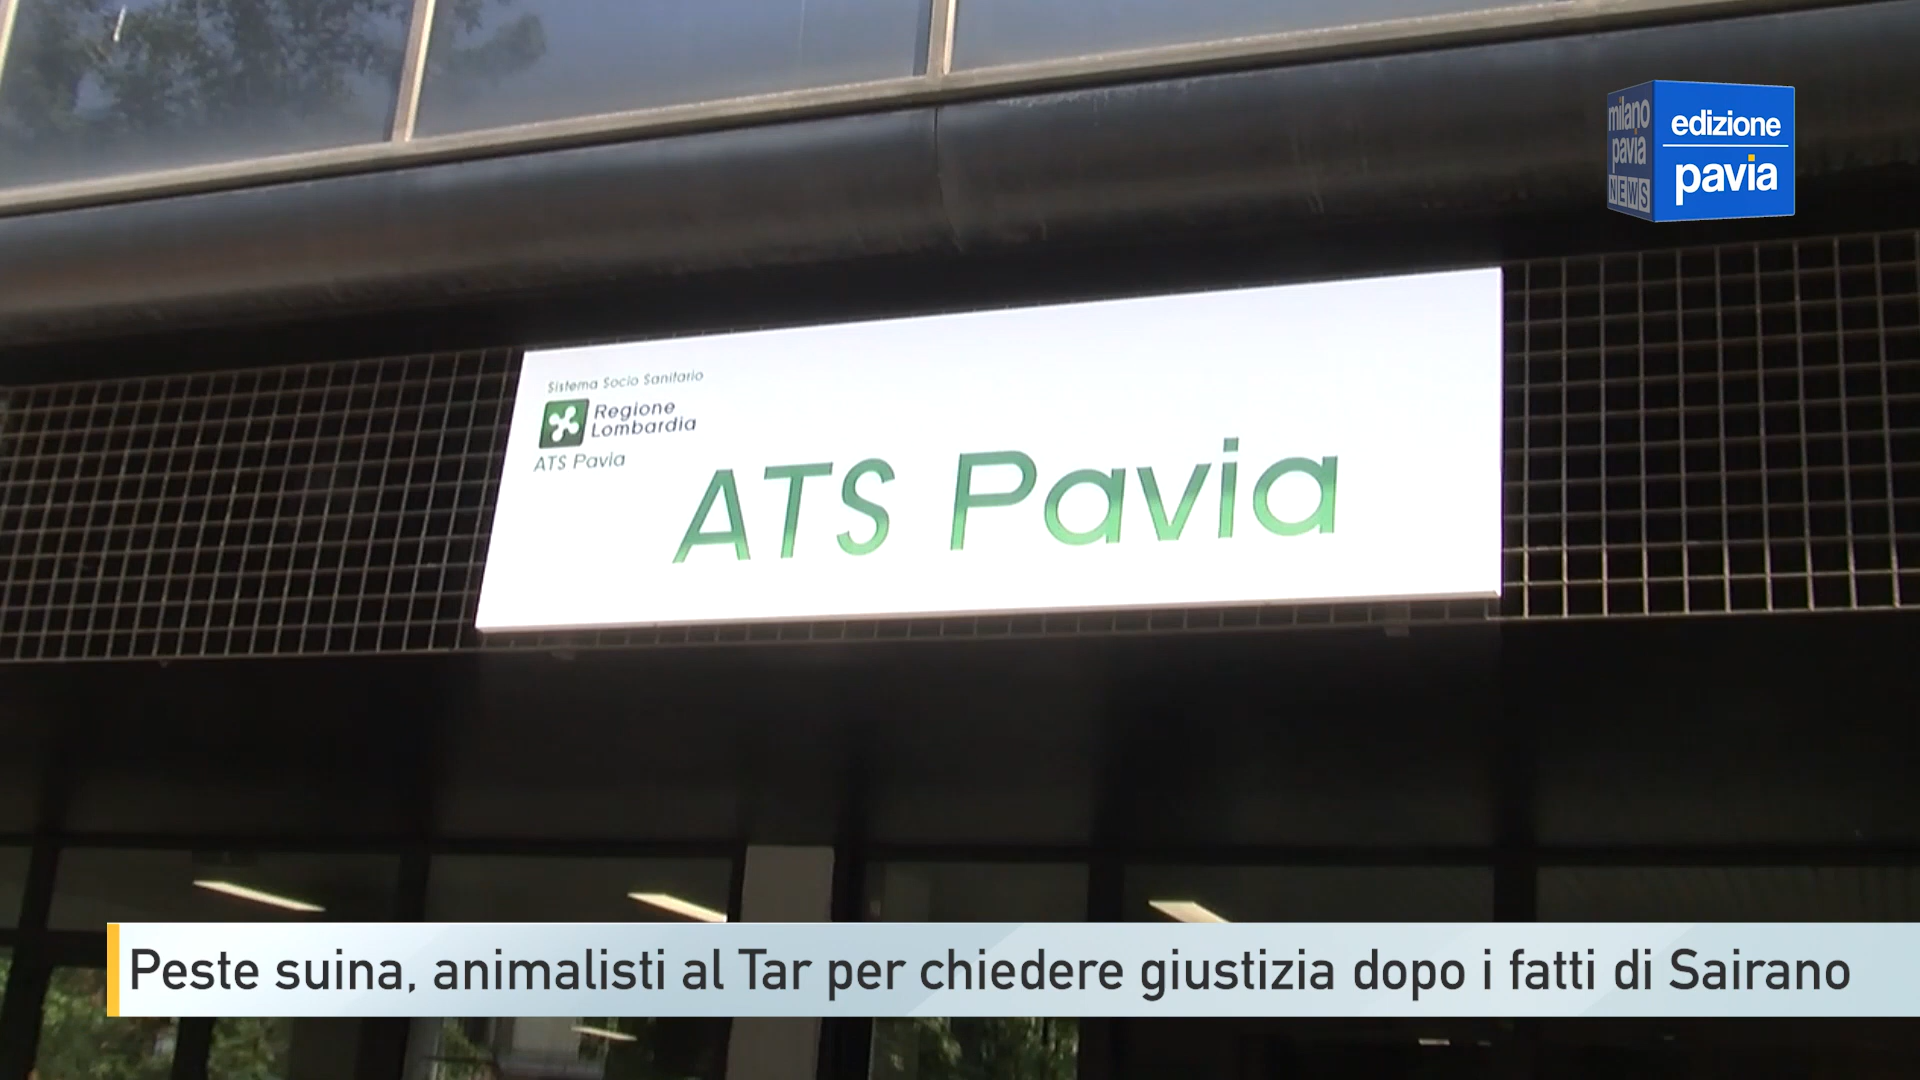 milano
pavia
NEWS
edizione
pavia
Sistema Socio Sanitario
Regione
Lombardia
ATS Pavia
ATS Pavia
Peste suina, animalisti al Tar per chiedere giustizia dopo i fatti di Sairano